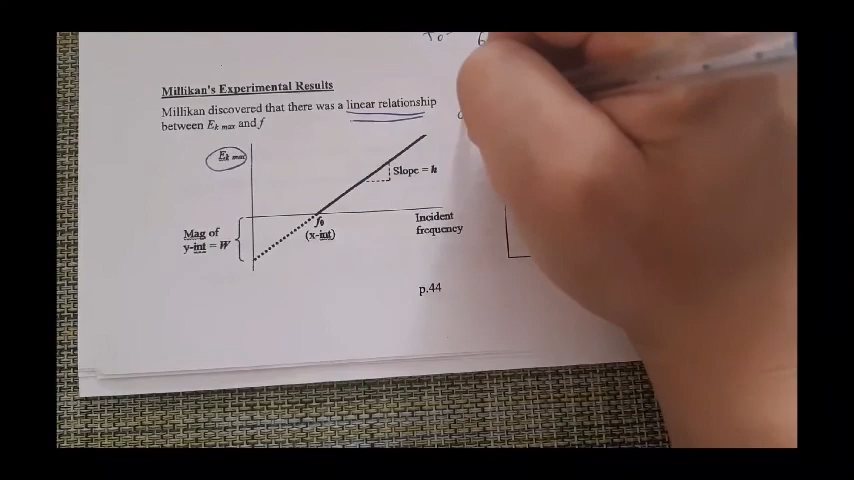 f₀
Millikan's Experimental Results
Millikan discovered that there was a linear relationship
between Eₖ ₘₐₓ and f
Eₖ ₘₐₓ
Slope = h
f₀
(x-int)
Incident
frequency
Mag of
y-int = W
p.44